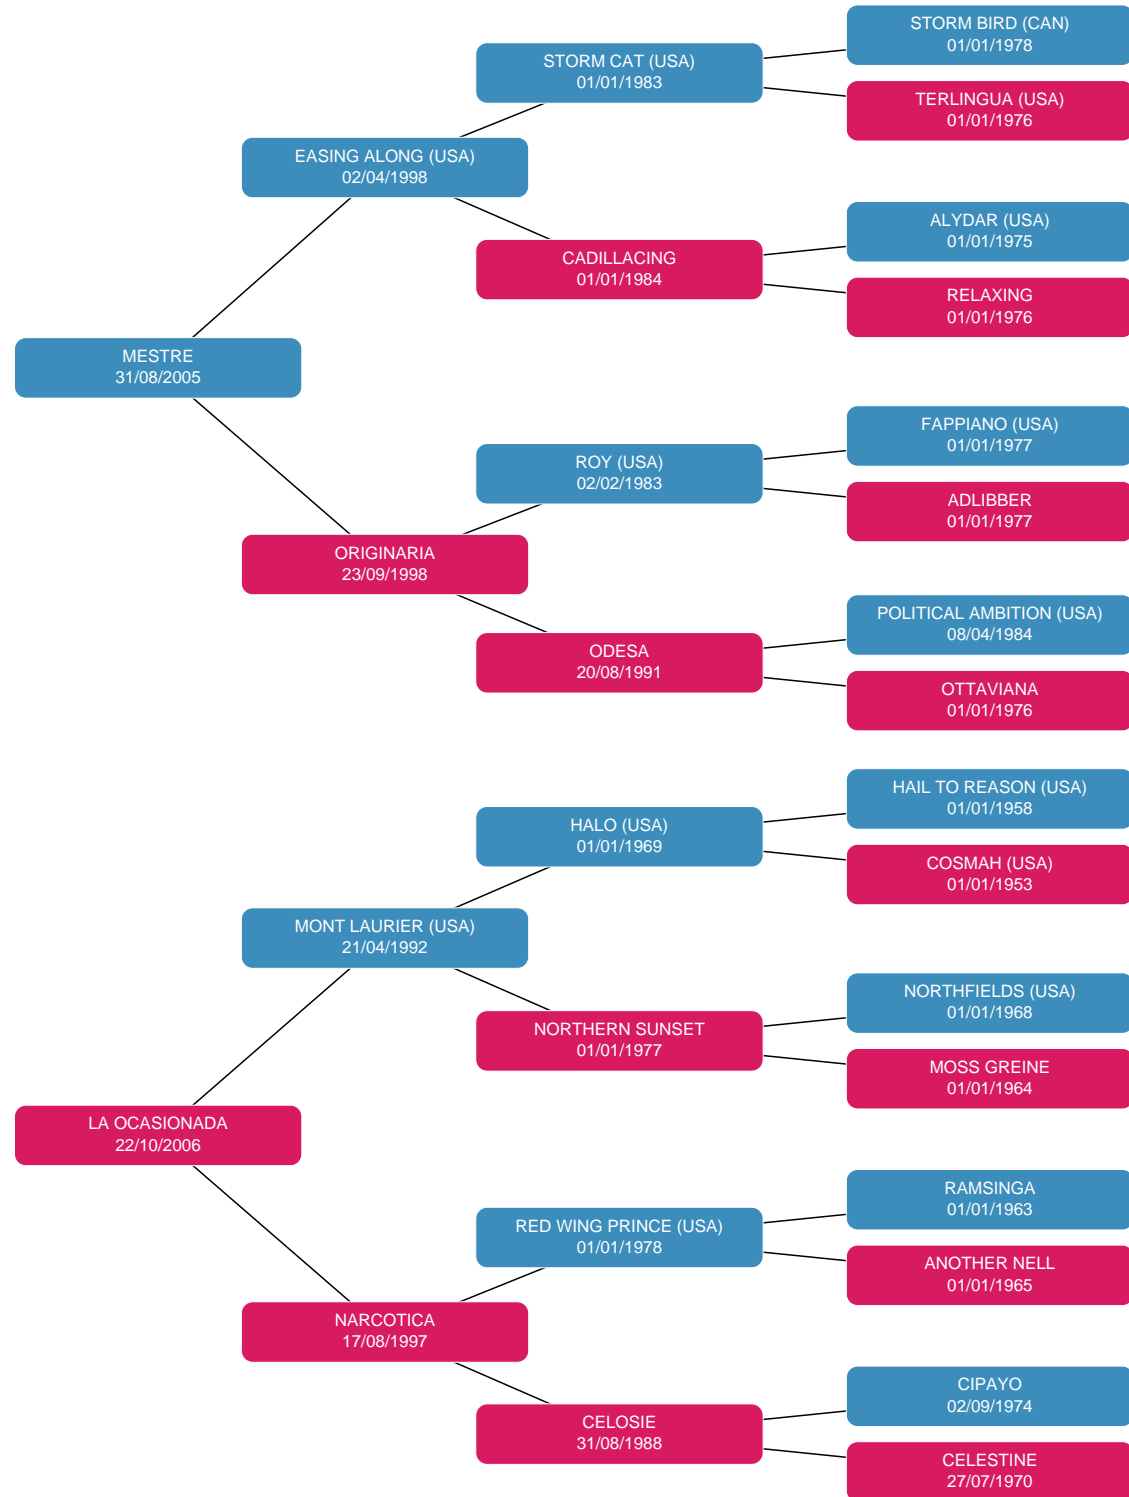 STORM BIRD (CAN)
01/01/1978
STORM CAT (USA)
01/01/1983
TERLINGUA (USA)
01/01/1976
EASING ALONG (USA)
02/04/1998
ALYDAR (USA)
01/01/1975
CADILLACING
01/01/1984
RELAXING
01/01/1976
MESTRE
31/08/2005
FAPPIANO (USA)
01/01/1977
ROY (USA)
02/02/1983
ADLIBBER
01/01/1977
ORIGINARIA
23/09/1998
POLITICAL AMBITION (USA)
08/04/1984
ODESA
20/08/1991
OTTAVIANA
01/01/1976
HAIL TO REASON (USA)
01/01/1958
HALO (USA)
01/01/1969
COSMAH (USA)
01/01/1953
MONT LAURIER (USA)
21/04/1992
NORTHFIELDS (USA)
01/01/1968
NORTHERN SUNSET
01/01/1977
MOSS GREINE
01/01/1964
LA OCASIONADA
22/10/2006
RAMSINGA
01/01/1963
RED WING PRINCE (USA)
01/01/1978
ANOTHER NELL
01/01/1965
NARCOTICA
17/08/1997
CIPAYO
02/09/1974
CELOSIE
31/08/1988
CELESTINE
27/07/1970